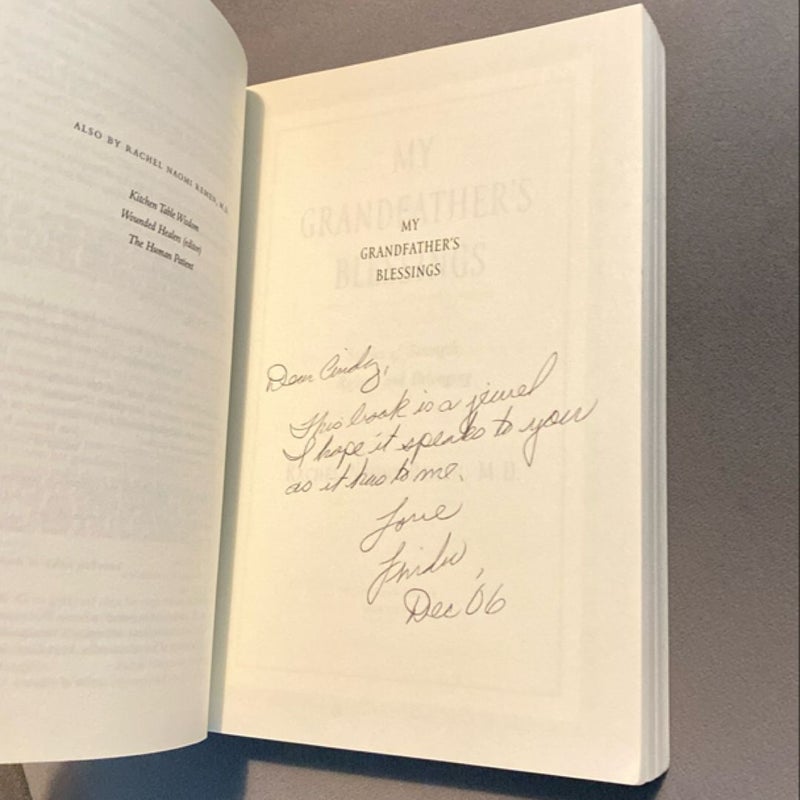 ALSO BY RACHEL NAOMI REMEN, M.D.
Kitchen Table Wisdom
Wounded Healers (editor)
The Human Patient
MY
GRANDFATHER'S
BLESSINGS
Dear Cindy,
This book is a jewel
I hope it speaks to you
as it has to me.
Love
Linda
Dec '06